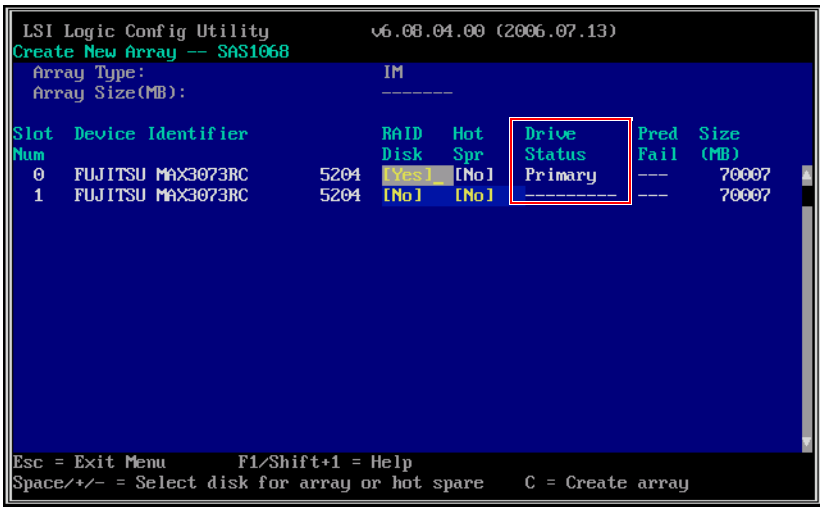 LSI Logic Config Utility v6.08.04.00 (2006.07.13)
Create New Array -- SAS1068
Array Type: IM
Array Size(MB): -------
Slot Device Identifier RAID Hot Drive Pred Size
Num Disk Spr Status Fail (MB)
0 FUJITSU MAX3073RC 5204 [Yes]_ [No] Primary --- 70007
1 FUJITSU MAX3073RC 5204 [No] [No] --------- --- 70007
Esc = Exit Menu F1/Shift+1 = Help
Space/+/- = Select disk for array or hot spare C = Create array